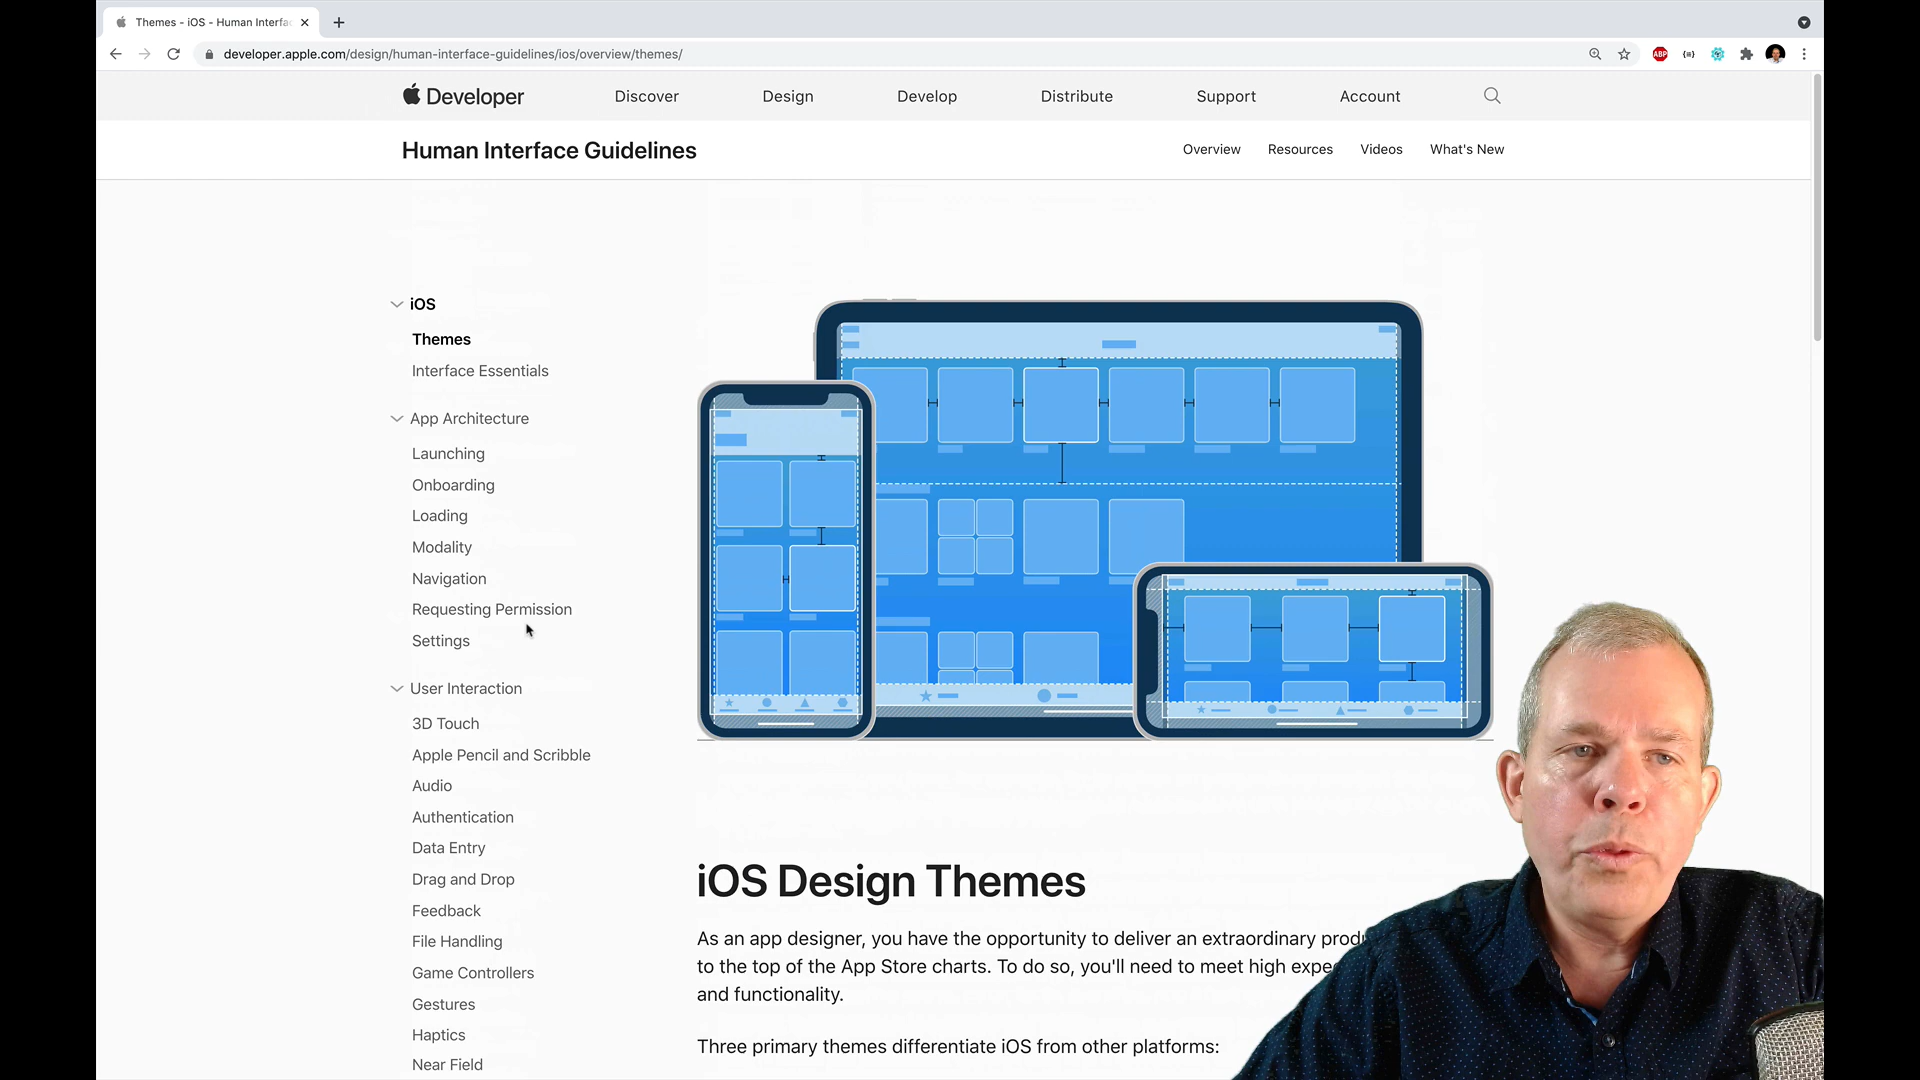 Themes - iOS - Human Interfa
developer.apple.com/design/human-interface-guidelines/ios/overview/themes/
ABP
Developer
Discover
Design
Develop
Distribute
Support
Account
Human Interface Guidelines
Overview
Resources
Videos
What's New
iOS
Themes
Interface Essentials
App Architecture
Launching
Onboarding
Loading
Modality
Navigation
Requesting Permission
Settings
User Interaction
3D Touch
Apple Pencil and Scribble
Audio
Authentication
Data Entry
Drag and Drop
Feedback
File Handling
Game Controllers
Gestures
Haptics
Near Field
iOS Design Themes
As an app designer, you have the opportunity to deliver an extraordinary produ
to the top of the App Store charts. To do so, you'll need to meet high expec
and functionality.
Three primary themes differentiate iOS from other platforms: